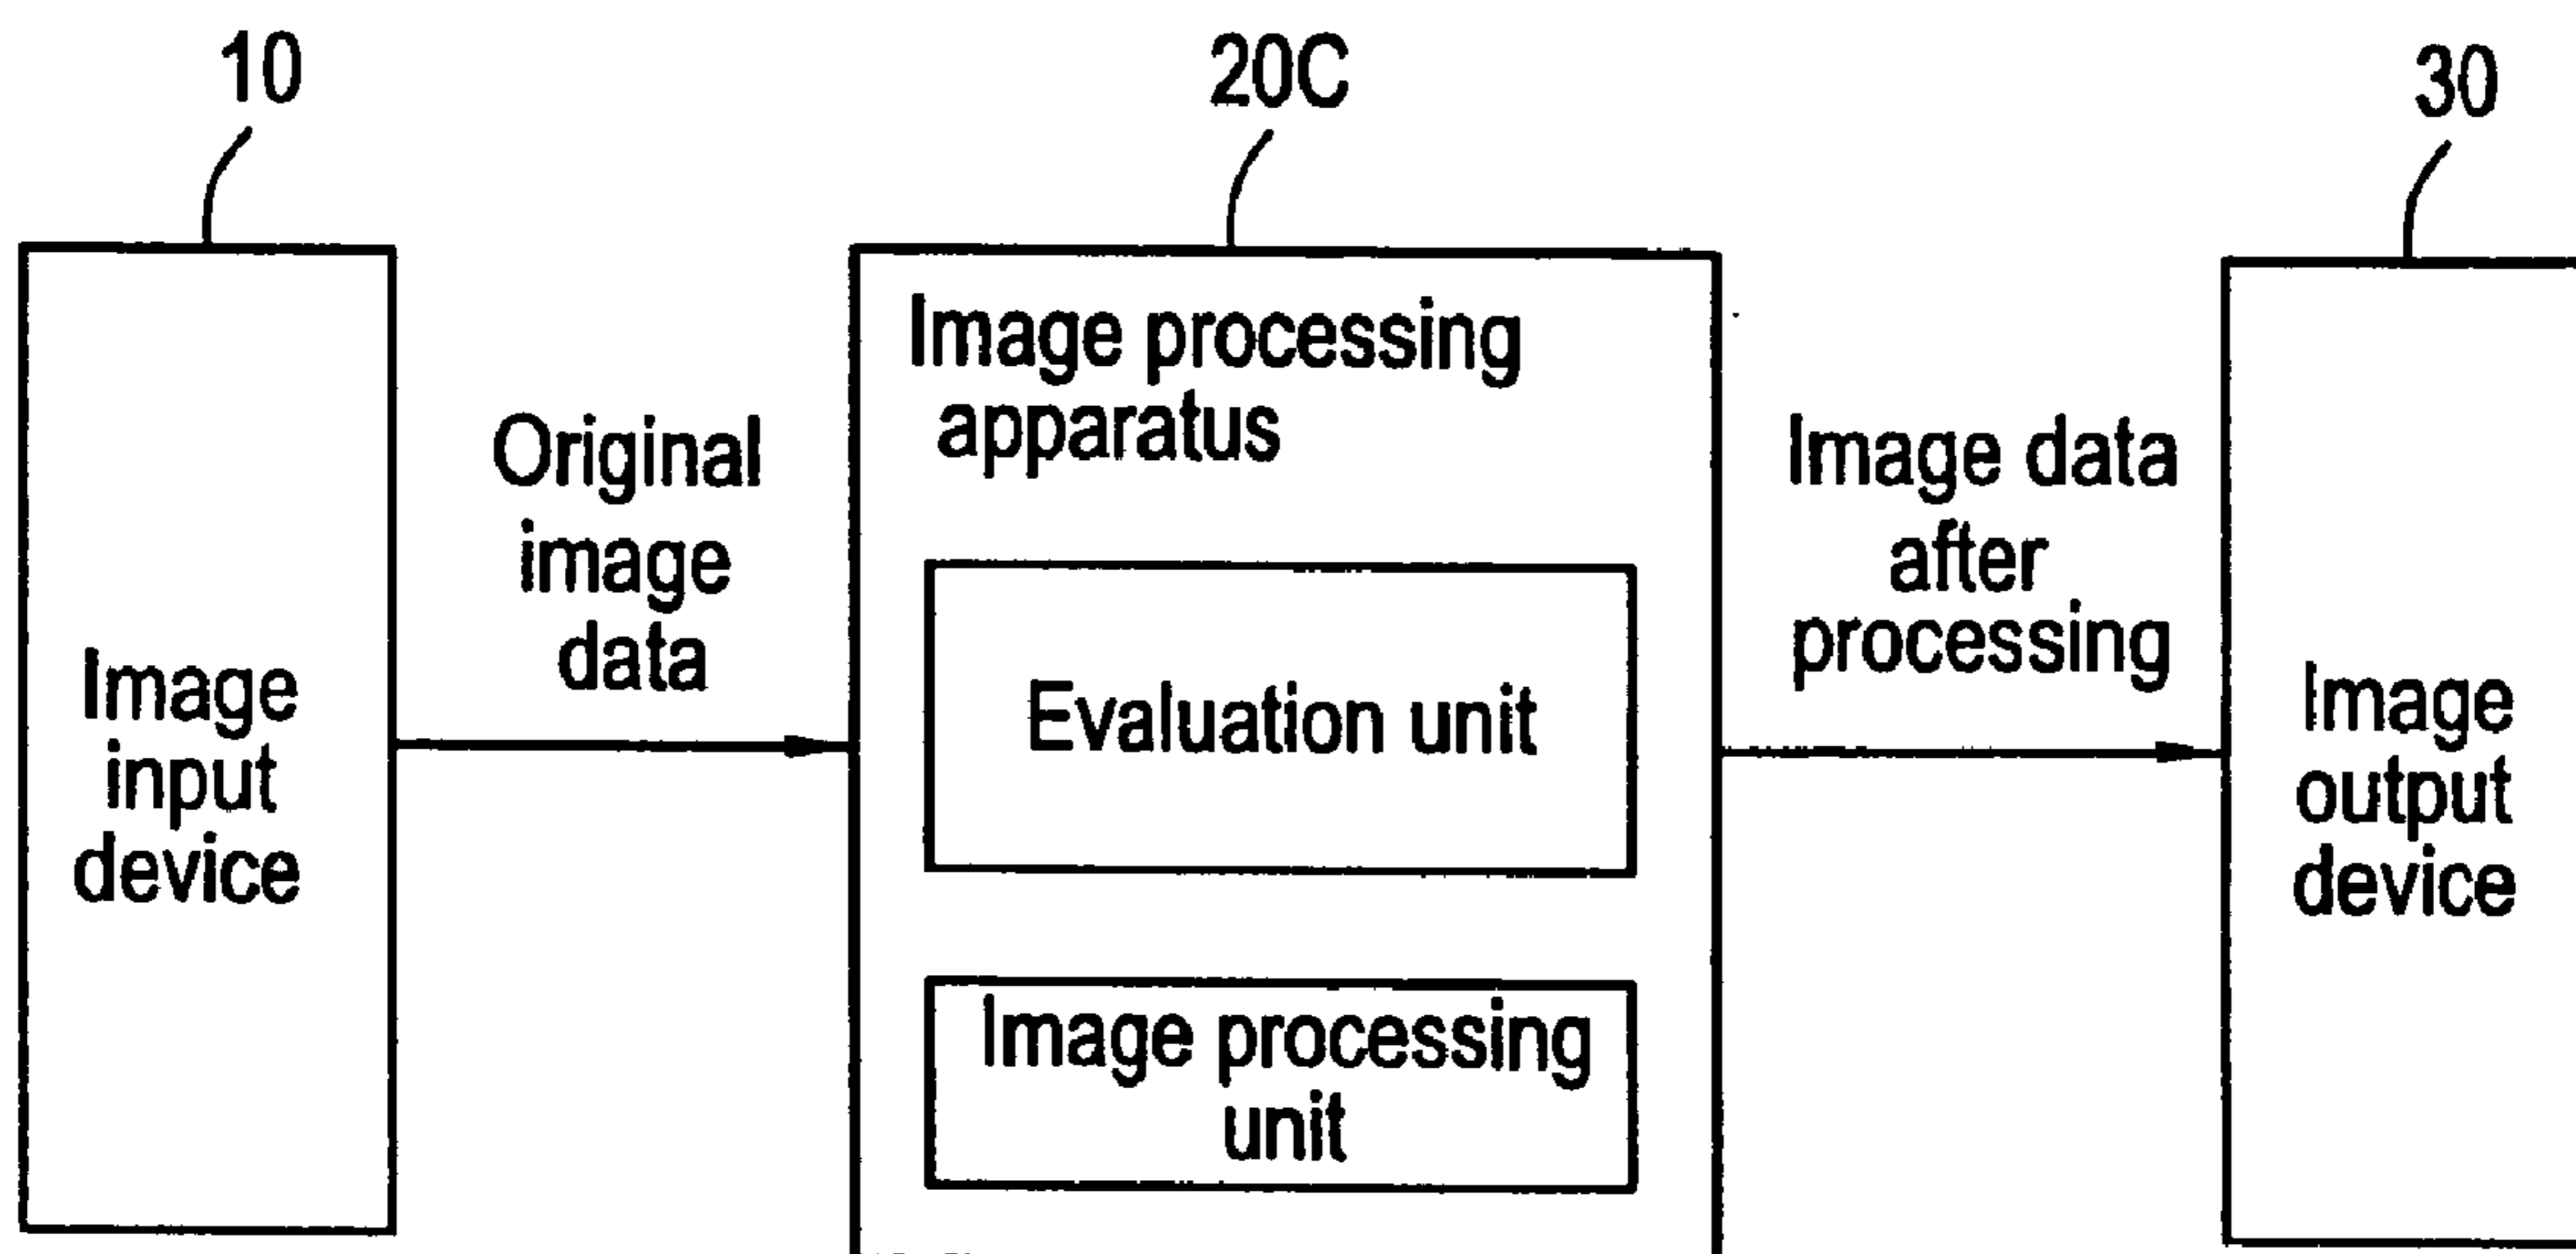 10
20C
30
Image
input
device
Original
image
data
Image processing
apparatus
Evaluation unit
Image processing
unit
Image data
after
processing
Image
output
device